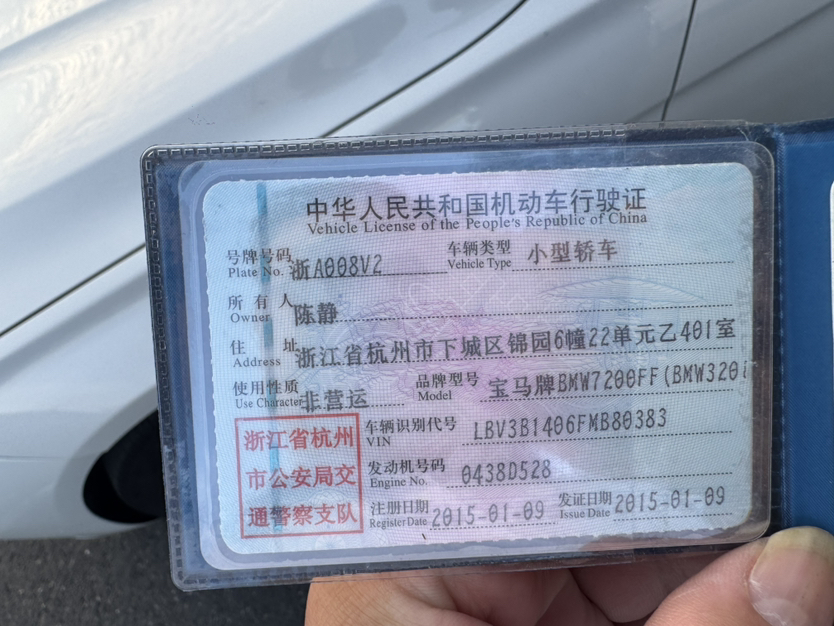 中华人民共和国机动车行驶证
Vehicle License of the People's Republic of China
号牌号码 浙A008V2 车辆类型 小型轿车
Plate No. Vehicle Type
所有人 陈静
Owner
住址 浙江省杭州市下城区锦园6幢22单元乙401室
Address
使用性质 非营运 品牌型号 宝马牌BMW7200FF(BMW320i
Use Character Model
浙江省杭州
市公安局交
通警察支队
车辆识别代号 LBV3B1406FMB80383
VIN
发动机号码 0438D528
Engine No.
注册日期 2015-01-09 发证日期 2015-01-09
Register Date Issue Date